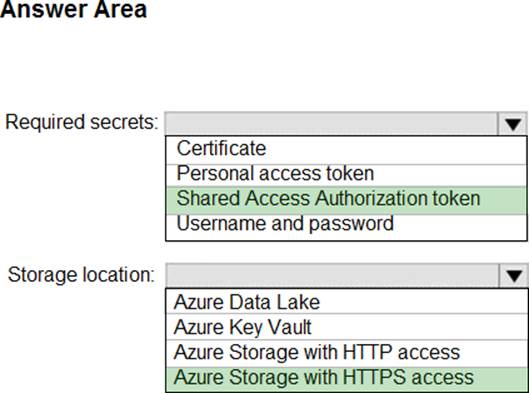 Answer Area
Required secrets:
Certificate
Personal access token
Shared Access Authorization token
Username and password
Storage location:
Azure Data Lake
Azure Key Vault
Azure Storage with HTTP access
Azure Storage with HTTPS access